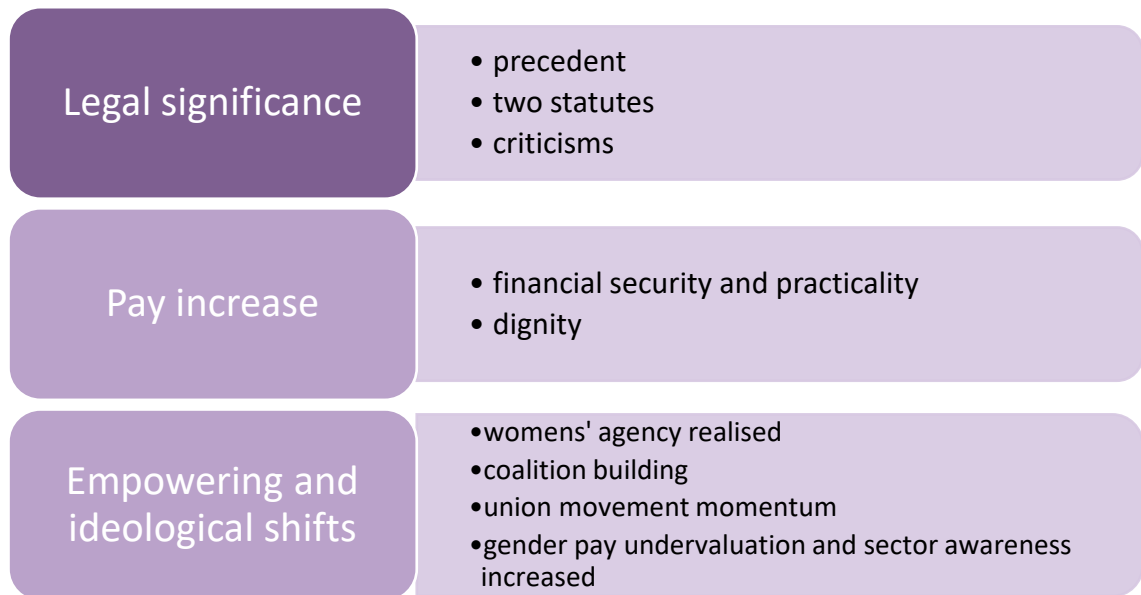 Legal significance
• precedent
• two statutes
• criticisms
Pay increase
• financial security and practicality
• dignity
Empowering and
ideological shifts
•womens' agency realised
•coalition building
•union movement momentum
•gender pay undervaluation and sector awareness
increased